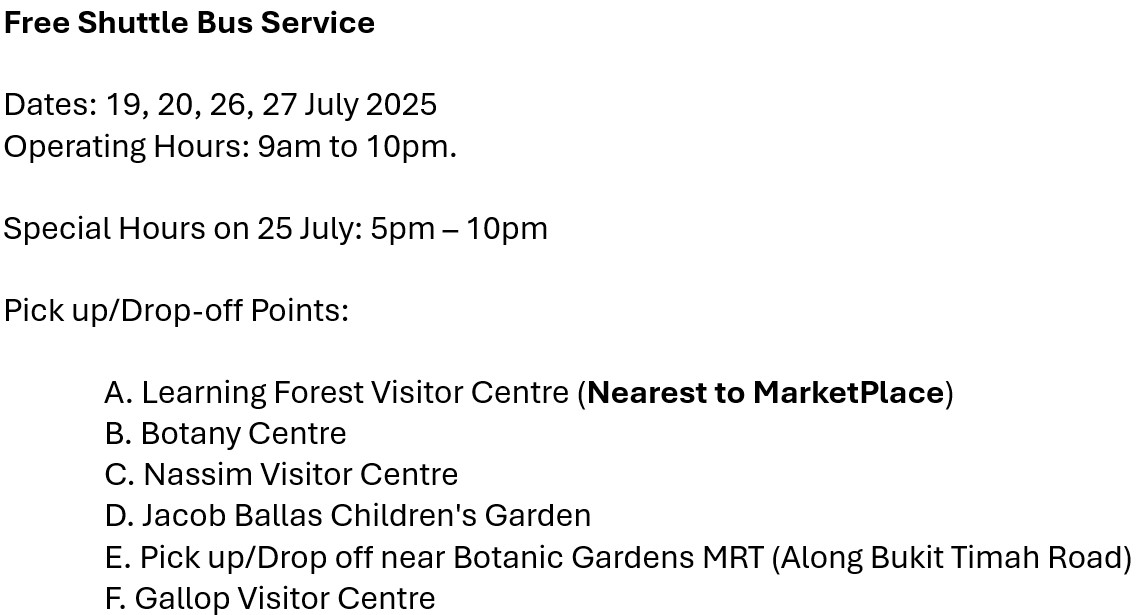 Free Shuttle Bus Service
Dates: 19, 20, 26, 27 July 2025
Operating Hours: 9am to 10pm.
Special Hours on 25 July: 5pm – 10pm
Pick up/Drop-off Points:
A. Learning Forest Visitor Centre (Nearest to MarketPlace)
B. Botany Centre
C. Nassim Visitor Centre
D. Jacob Ballas Children's Garden
E. Pick up/Drop off near Botanic Gardens MRT (Along Bukit Timah Road)
F. Gallop Visitor Centre